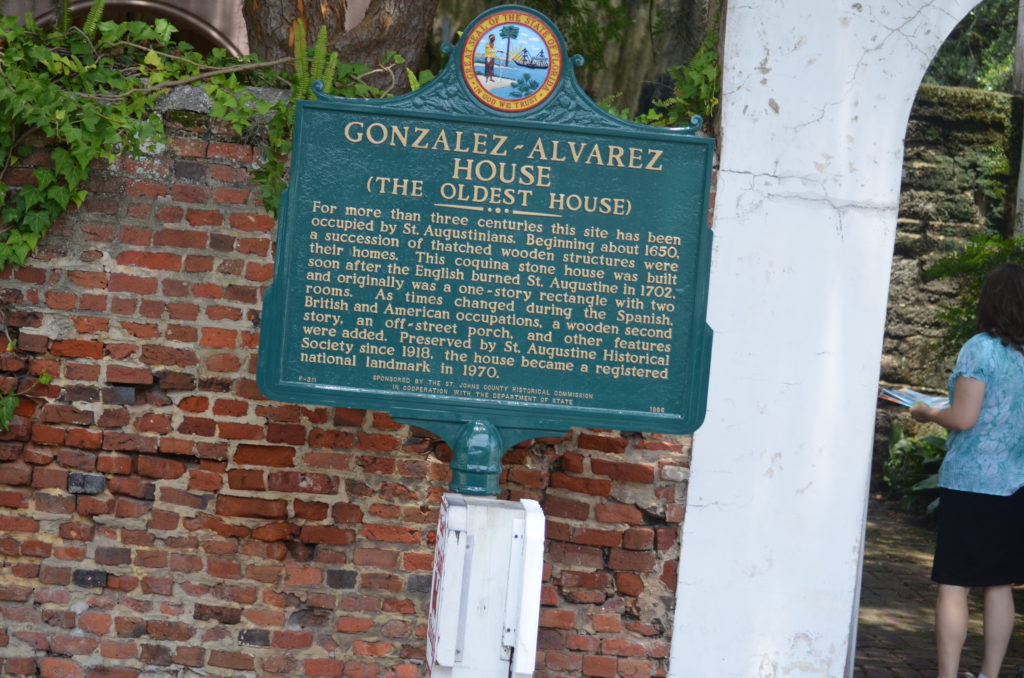 GREAT SEAL OF THE STATE OF FLORIDA
IN GOD WE TRUST
GONZALEZ-ALVAREZ
HOUSE
(THE OLDEST HOUSE)
For more than three centuries this site has been
occupied by St. Augustinians. Beginning about 1650,
a succession of thatched wooden structures were
their homes. This coquina stone house was built
soon after the English burned St. Augustine in 1702,
and originally was a one-story rectangle with two
rooms. As times changed during the Spanish,
British and American occupations, a wooden second
story, an off-street porch, and other features
were added. Preserved by St. Augustine Historical
Society since 1918, the house became a registered
national landmark in 1970.
F-311
SPONSORED BY THE ST. JOHNS COUNTY HISTORICAL COMMISSION
IN COOPERATION WITH THE DEPARTMENT OF STATE